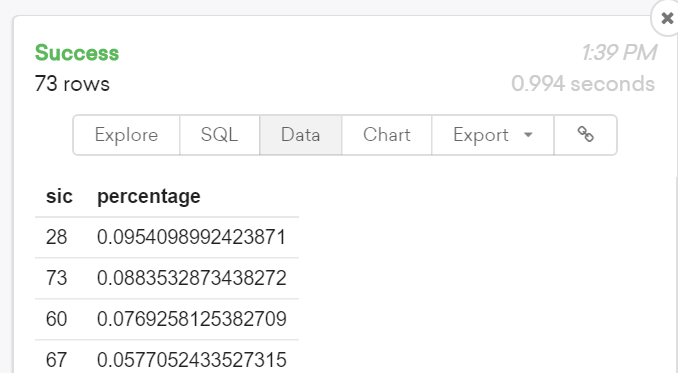 Success 1:39 PM
73 rows 0.994 seconds
Explore SQL Data Chart Export
sic percentage
28 0.0954098992423871
73 0.0883532873438272
60 0.0769258125382709
67 0.0577052433527315